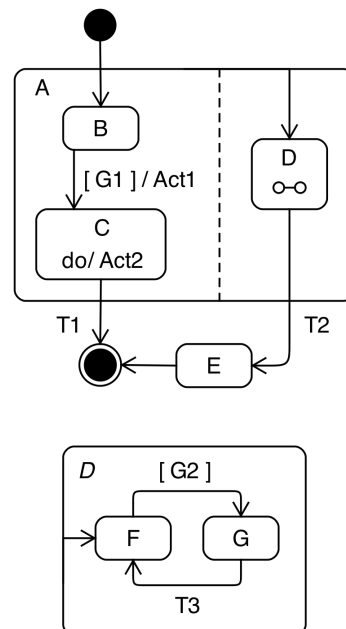 A
B
[ G1 ] / Act1
D
C
do/ Act2
T1
T2
E
D
[ G2 ]
F
G
T3